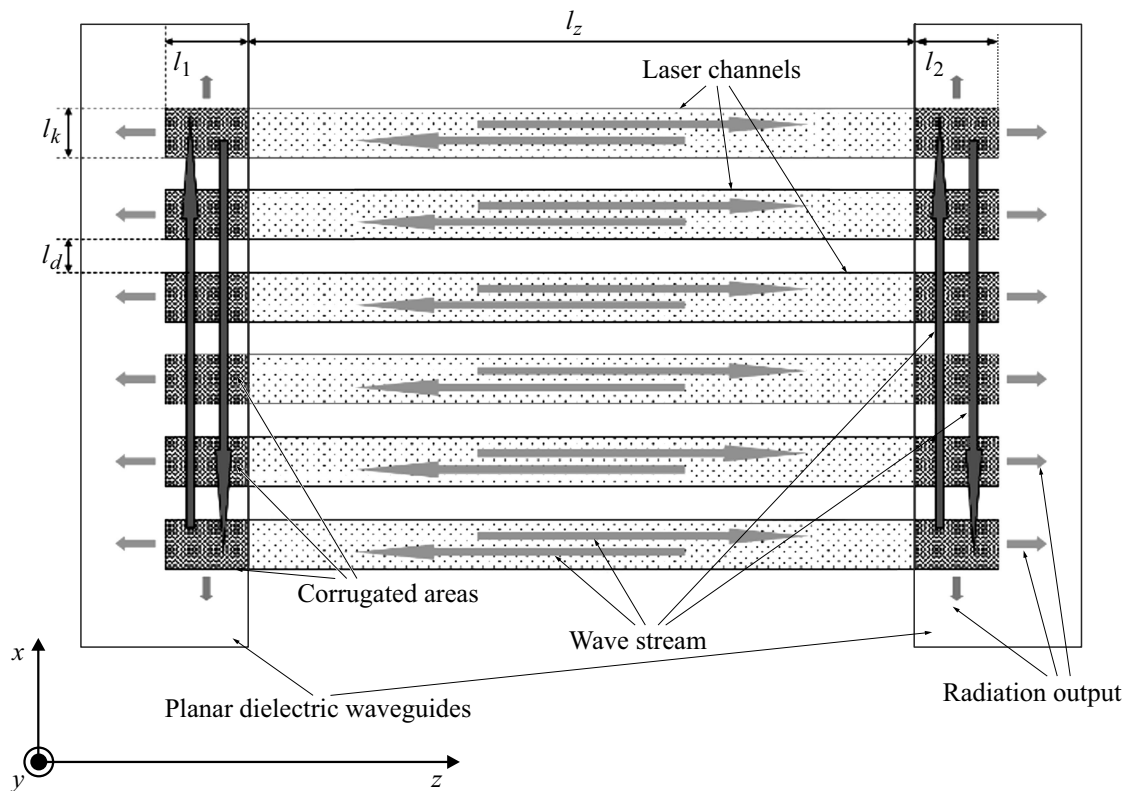 l_z
l_1
l_2
Laser channels
l_k
l_d
Corrugated areas
Wave stream
x
Radiation output
Planar dielectric waveguides
y
z